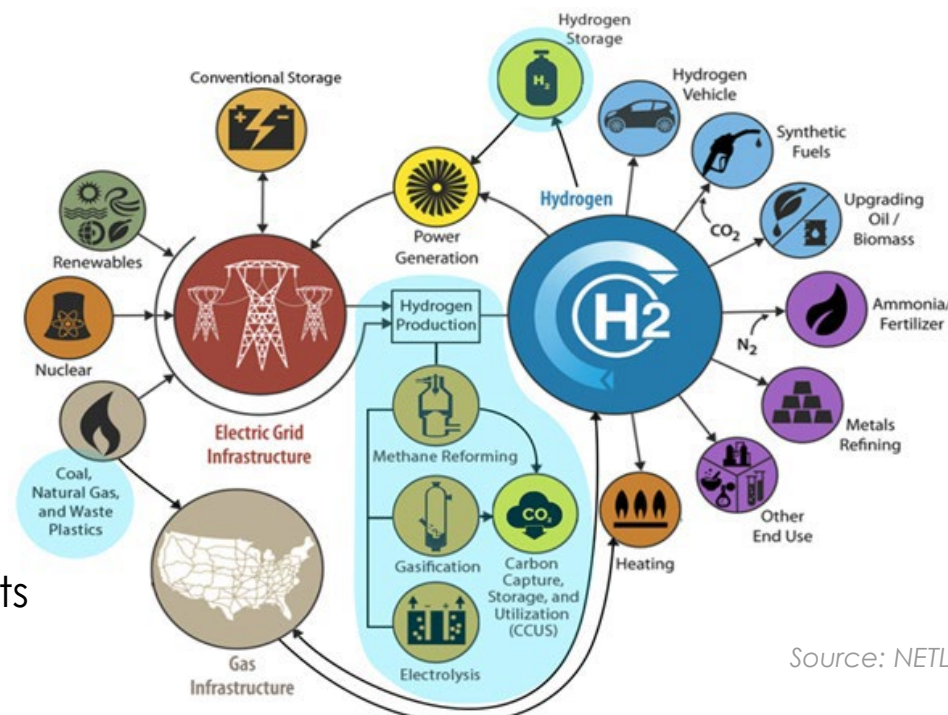 Hydrogen
Storage
H₂
Conventional Storage
Hydrogen
Vehicle
Synthetic
Fuels
CO₂
Upgrading
Oil /
Biomass
Renewables
Power
Generation
Hydrogen
H2
Hydrogen
Production
Ammonia/
Fertilizer
N₂
Nuclear
Electric Grid
Infrastructure
Methane Reforming
Metals
Refining
Coal,
Natural Gas,
and Waste
Plastics
CO₂
Gasification
Carbon
Capture,
Storage, and
Utilization
(CCUS)
Heating
Other
End Use
ts
Gas
Infrastructure
Electrolysis
Source: NETL